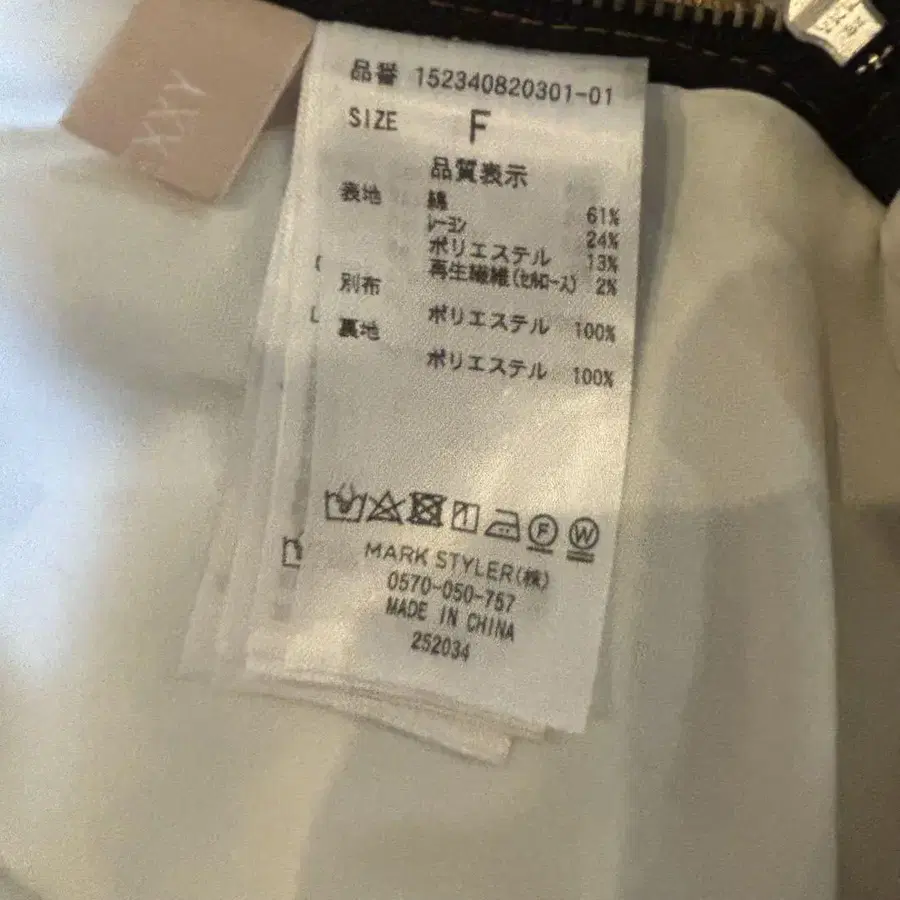 品番 152340820301-01
SIZE F
品質表示
表地 綿 61%
レーヨン 24%
ポリエステル 13%
再生繊維(セルロース) 2%
別布
ポリエステル 100%
裏地
ポリエステル 100%
F W
MARK STYLER(株)
0570-050-757
MADE IN CHINA
252034